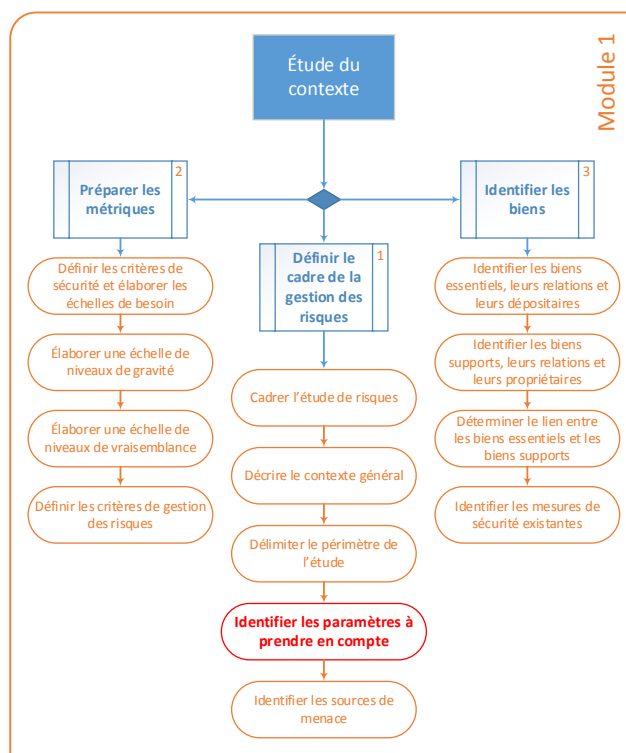 Module 1
Étude du
contexte
2
Préparer les
métriques
Définir les critères de
sécurité et élaborer les
échelles de besoin
Élaborer une échelle de
niveaux de gravité
Élaborer une échelle de
niveaux de vraisemblance
Définir les critères de gestion
des risques
1
Définir le
cadre de la
gestion des
risques
Cadrer l’étude de risques
Décrire le contexte général
Délimiter le périmètre de
l’étude
Identifier les paramètres à
prendre en compte
Identifier les sources de
menace
3
Identifier les
biens
Identifier les biens
essentiels, leurs relations et
leurs dépositaires
Identifier les biens
supports, leurs relations et
leurs propriétaires
Déterminer le lien entre
les biens essentiels et les
biens supports
Identifier les mesures de
sécurité existantes